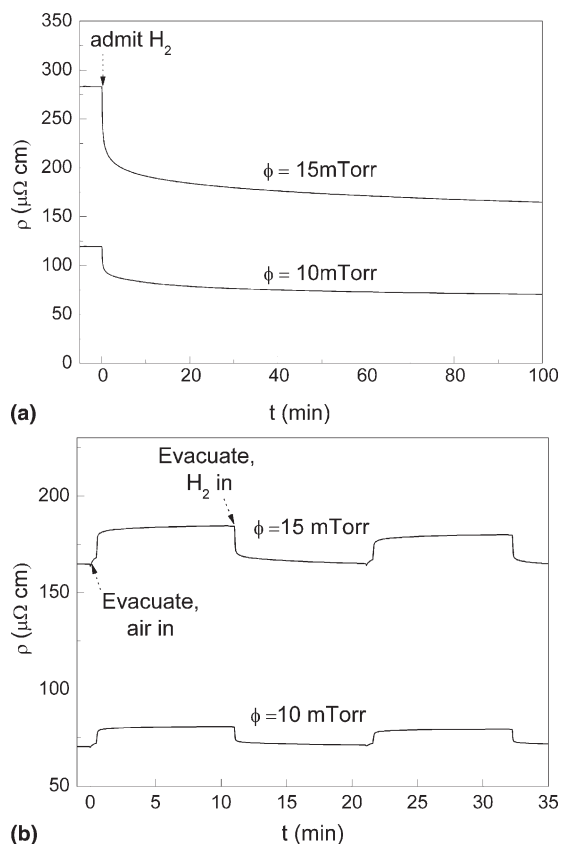 350
admit H2
300
250
200
ϕ = 15mTorr
150
100
ϕ = 10mTorr
50
0
ρ (μΩ cm)
0 20 40 60 80 100
(a)
t (min)
Evacuate,
H2 in
200
ϕ =15 mTorr
150
Evacuate,
air in
ρ (μΩ cm)
100
ϕ =10 mTorr
50
0 5 10 15 20 25 30 35
(b)
t (min)